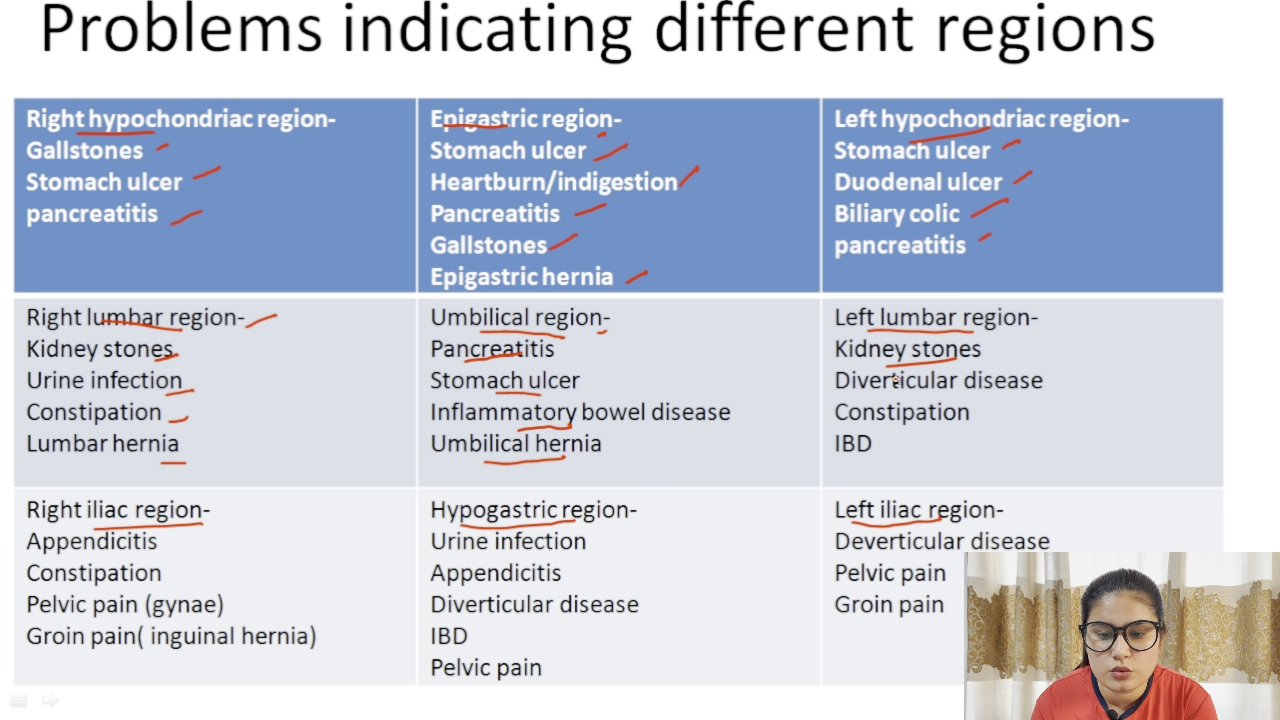 Problems indicating different regions
Right hypochondriac region-
Gallstones
Stomach ulcer
pancreatitis
Epigastric region-
Stomach ulcer
Heartburn/indigestion
Pancreatitis
Gallstones
Epigastric hernia
Left hypochondriac region-
Stomach ulcer
Duodenal ulcer
Biliary colic
pancreatitis
Right lumbar region-
Kidney stones
Urine infection
Constipation
Lumbar hernia
Umbilical region-
Pancreatitis
Stomach ulcer
Inflammatory bowel disease
Umbilical hernia
Left lumbar region-
Kidney stones
Diverticular disease
Constipation
IBD
Right iliac region-
Appendicitis
Constipation
Pelvic pain (gynae)
Groin pain( inguinal hernia)
Hypogastric region-
Urine infection
Appendicitis
Diverticular disease
IBD
Pelvic pain
Left iliac region-
Deverticular disease
Pelvic pain
Groin pain